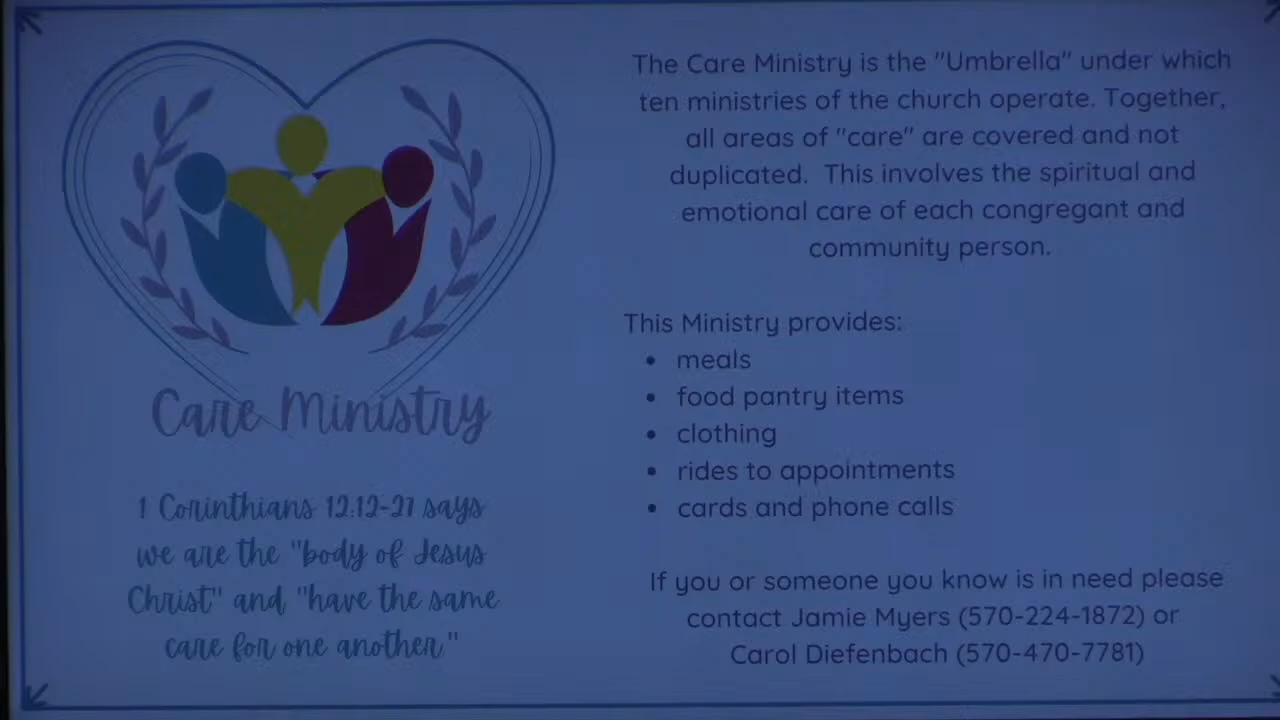 Care Ministry
1 Corinthians 12:12-27 says
we are the "body of Jesus
Christ" and "have the same
care for one another."
The Care Ministry is the "Umbrella" under which
ten ministries of the church operate. Together,
all areas of "care" are covered and not
duplicated. This involves the spiritual and
emotional care of each congregant and
community person.
This Ministry provides:
• meals
• food pantry items
• clothing
• rides to appointments
• cards and phone calls
If you or someone you know is in need please
contact Jamie Myers (570-224-1872) or
Carol Diefenbach (570-470-7781)